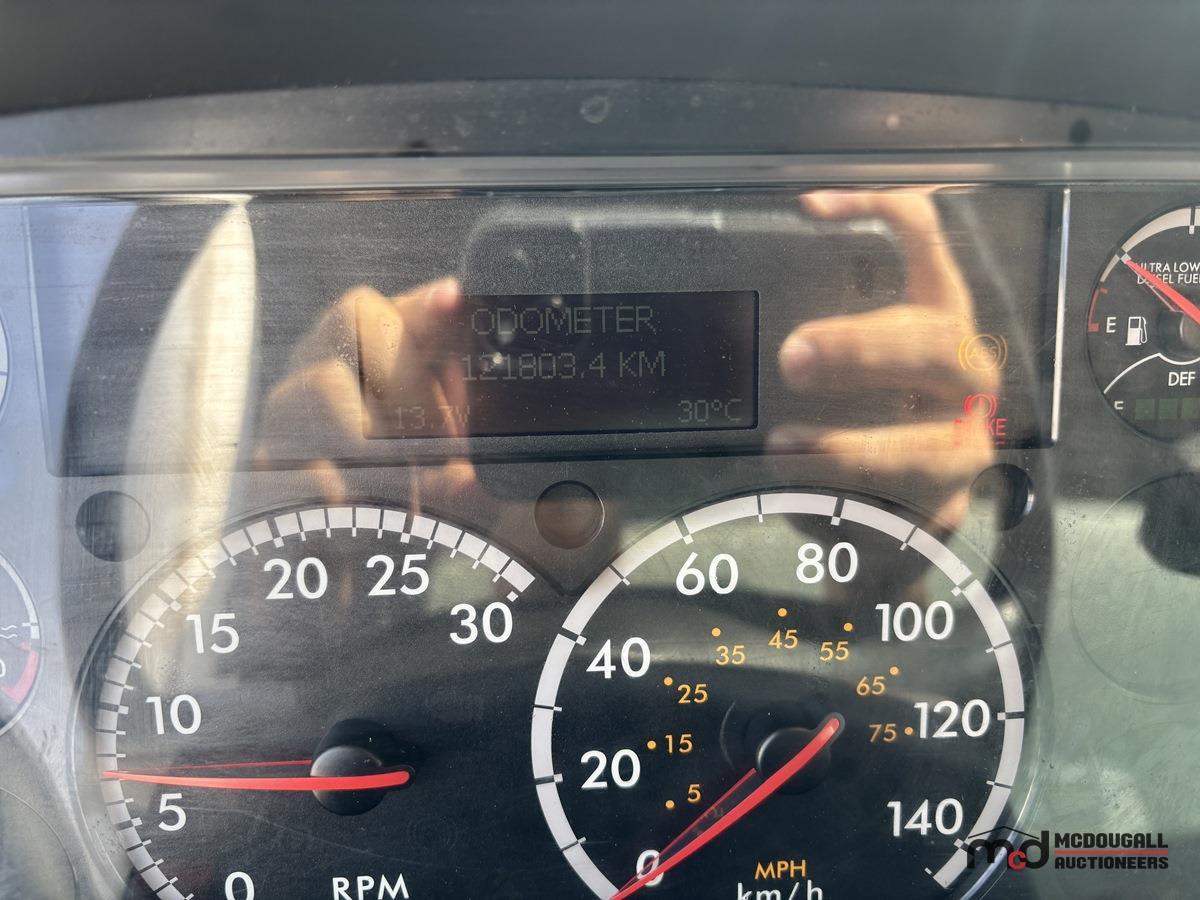 ODOMETER
121803.4 KM
13.7V
30°C
ABS
BRAKE
ULTRA LOW
DIESEL FUEL
E
DEF
E
0
5
10
15
20
25
30
RPM
0
20
40
60
80
100
120
140
5
15
25
35
45
55
65
75
MPH
km/h
mcd MCDOUGALL
AUCTIONEERS